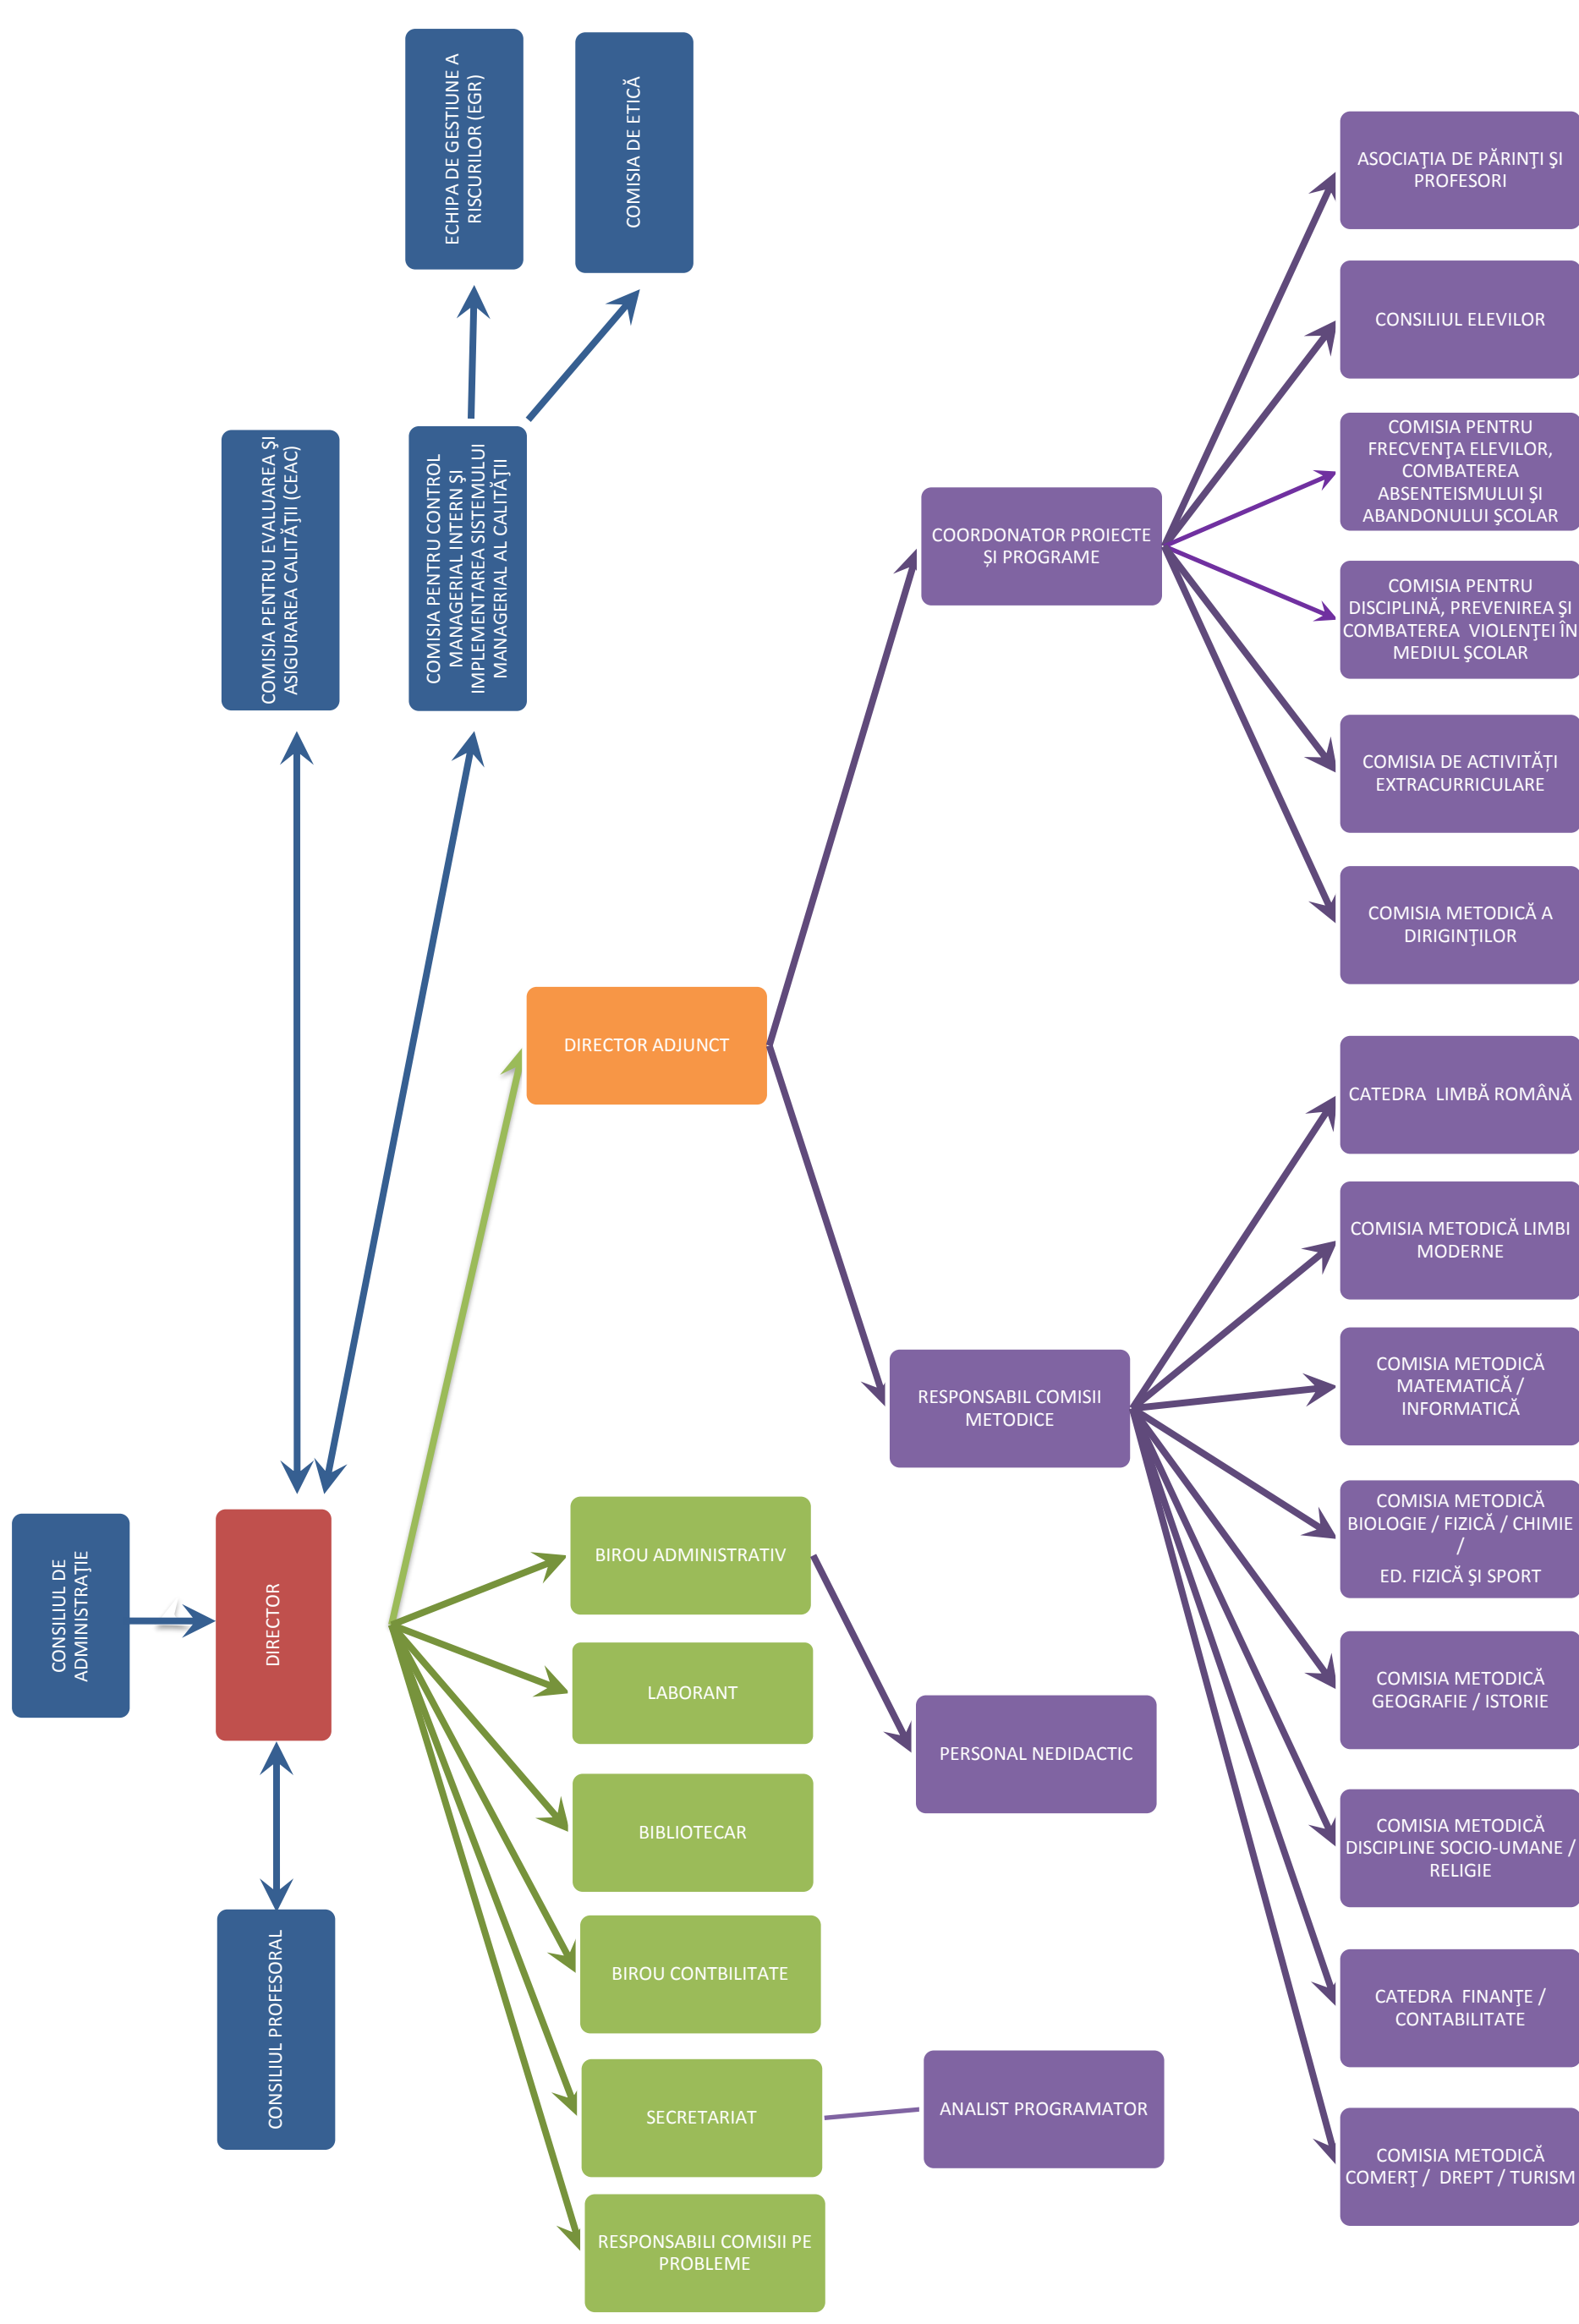 ECHIPA DE GESTIUNE A
RISCURILOR (EGR)
COMISIA DE ETICĂ
COMISIA PENTRU EVALUAREA ŞI
ASIGURAREA CALITĂŢII (CEAC)
COMISIA PENTRU CONTROL
MANAGERIAL INTERN ŞI
IMPLEMENTAREA SISTEMULUI
MANAGERIAL AL CALITĂŢII
CONSILIUL DE
ADMINISTRAŢIE
DIRECTOR
CONSILIUL PROFESORAL
DIRECTOR ADJUNCT
BIROU ADMINISTRATIV
LABORANT
BIBLIOTECAR
BIROU CONTBILITATE
SECRETARIAT
RESPONSABILI COMISII PE
PROBLEME
COORDONATOR PROIECTE
ȘI PROGRAME
RESPONSABIL COMISII
METODICE
PERSONAL NEDIDACTIC
ANALIST PROGRAMATOR
ASOCIAŢIA DE PĂRINŢI ŞI
PROFESORI
CONSILIUL ELEVILOR
COMISIA PENTRU
FRECVENŢA ELEVILOR,
COMBATEREA
ABSENTEISMULUI ŞI
ABANDONULUI ŞCOLAR
COMISIA PENTRU
DISCIPLINĂ, PREVENIREA ŞI
COMBATEREA  VIOLENŢEI ÎN
MEDIUL ŞCOLAR
COMISIA DE ACTIVITĂȚI
EXTRACURRICULARE
COMISIA METODICĂ A
DIRIGINŢILOR
CATEDRA  LIMBĂ ROMÂNĂ
COMISIA METODICĂ LIMBI
MODERNE
COMISIA METODICĂ
MATEMATICĂ /
INFORMATICĂ
COMISIA METODICĂ
BIOLOGIE / FIZICĂ / CHIMIE
/
ED. FIZICĂ ŞI SPORT
COMISIA METODICĂ
GEOGRAFIE / ISTORIE
COMISIA METODICĂ
DISCIPLINE SOCIO-UMANE /
RELIGIE
CATEDRA  FINANŢE /
CONTABILITATE
COMISIA METODICĂ
COMERŢ /  DREPT / TURISM